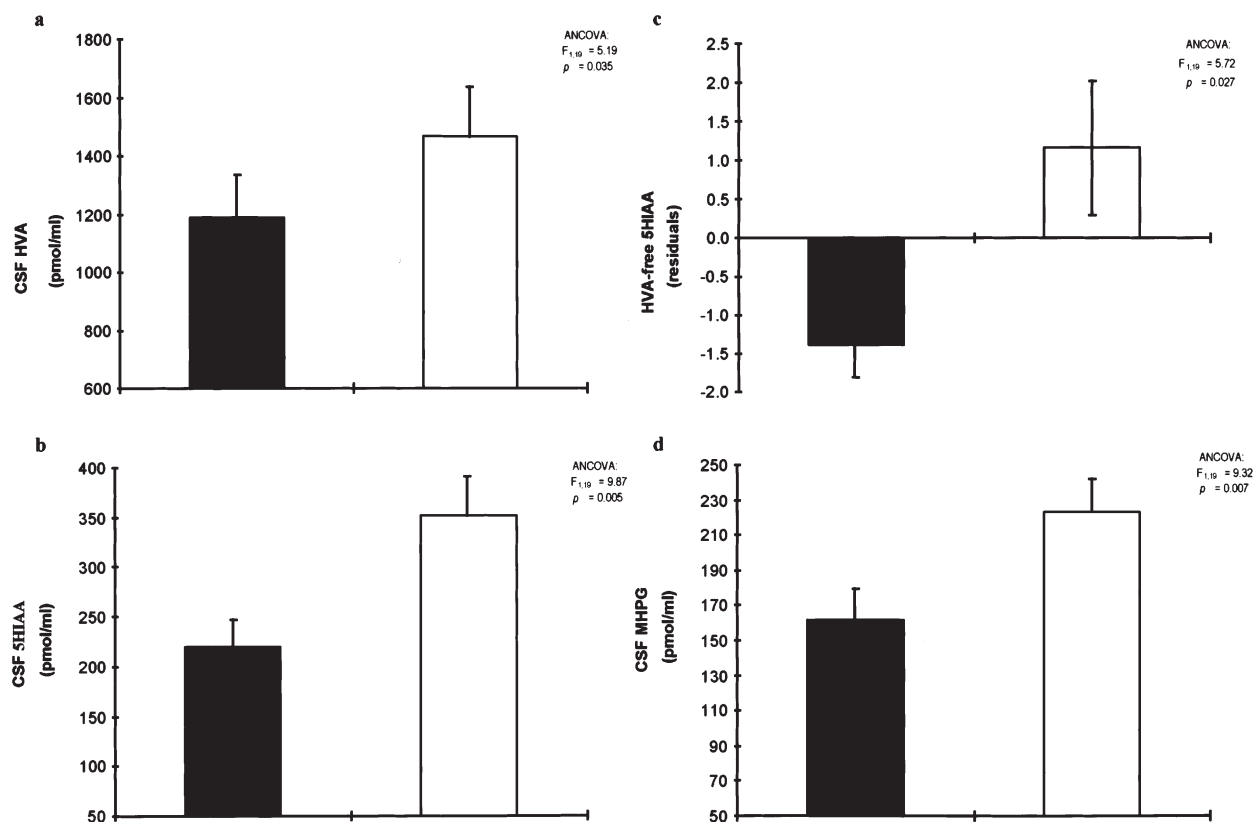 a
ANCOVA:
F1,19 = 5.19
p = 0.035
1800
1600
1400
1200
1000
800
600
CSF HVA
(pmol/ml)
c
ANCOVA:
F1,19 = 5.72
p = 0.027
2.5
2.0
1.5
1.0
0.5
0.0
-0.5
-1.0
-1.5
-2.0
HVA-free 5HIAA
(residuals)
b
ANCOVA:
F1,19 = 9.87
p = 0.005
400
350
300
250
200
150
100
50
CSF 5HIAA
(pmol/ml)
d
ANCOVA:
F1,19 = 9.32
p = 0.007
250
230
210
190
170
150
130
110
90
70
50
CSF MHPG
(pmol/ml)